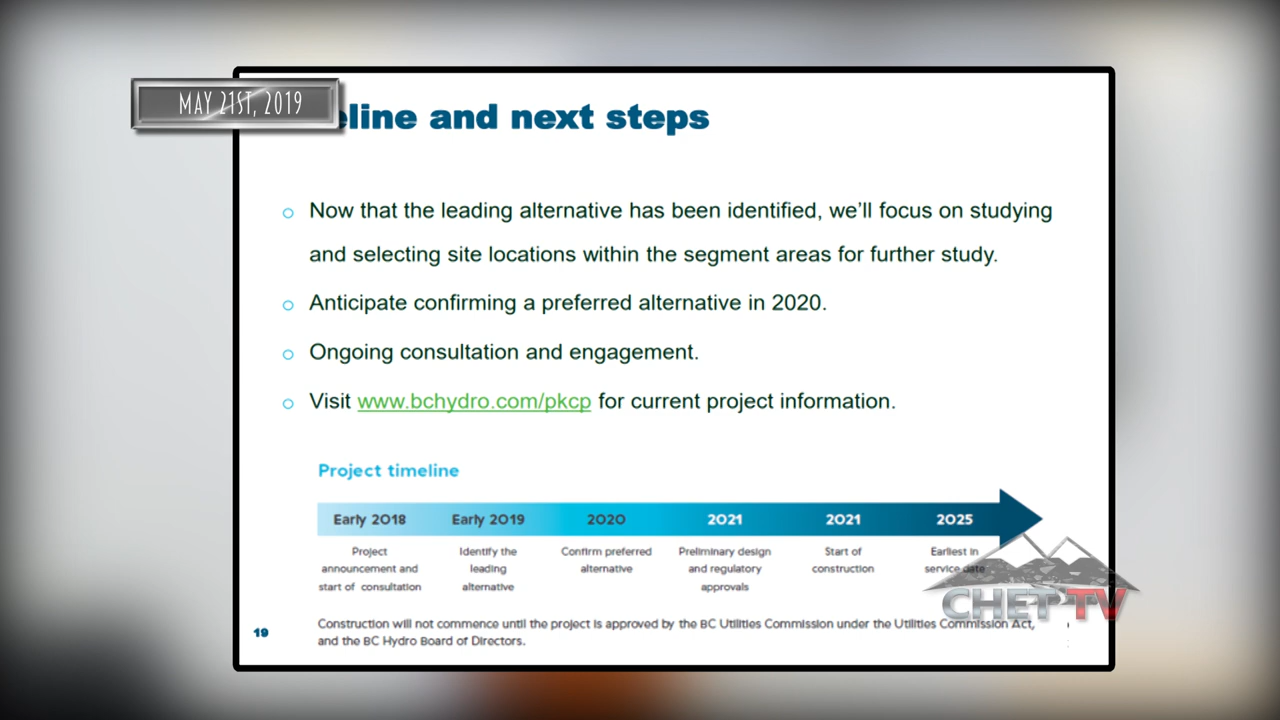 MAY 21ST, 2019
eline and next steps
Now that the leading alternative has been identified, we'll focus on studying
and selecting site locations within the segment areas for further study.
Anticipate confirming a preferred alternative in 2020.
Ongoing consultation and engagement.
Visit www.bchydro.com/pkcp for current project information.
Project timeline
Early 2018 Early 2019 2020 2021 2021 2025
Project Identify the Confirm preferred Preliminary design Start of Earliest in
announcement and leading alternative and regulatory construction service date
start of consultation alternative approvals
CHET TV
Construction will not commence until the project is approved by the BC Utilities Commission under the Utilities Commission Act,
and the BC Hydro Board of Directors.
19